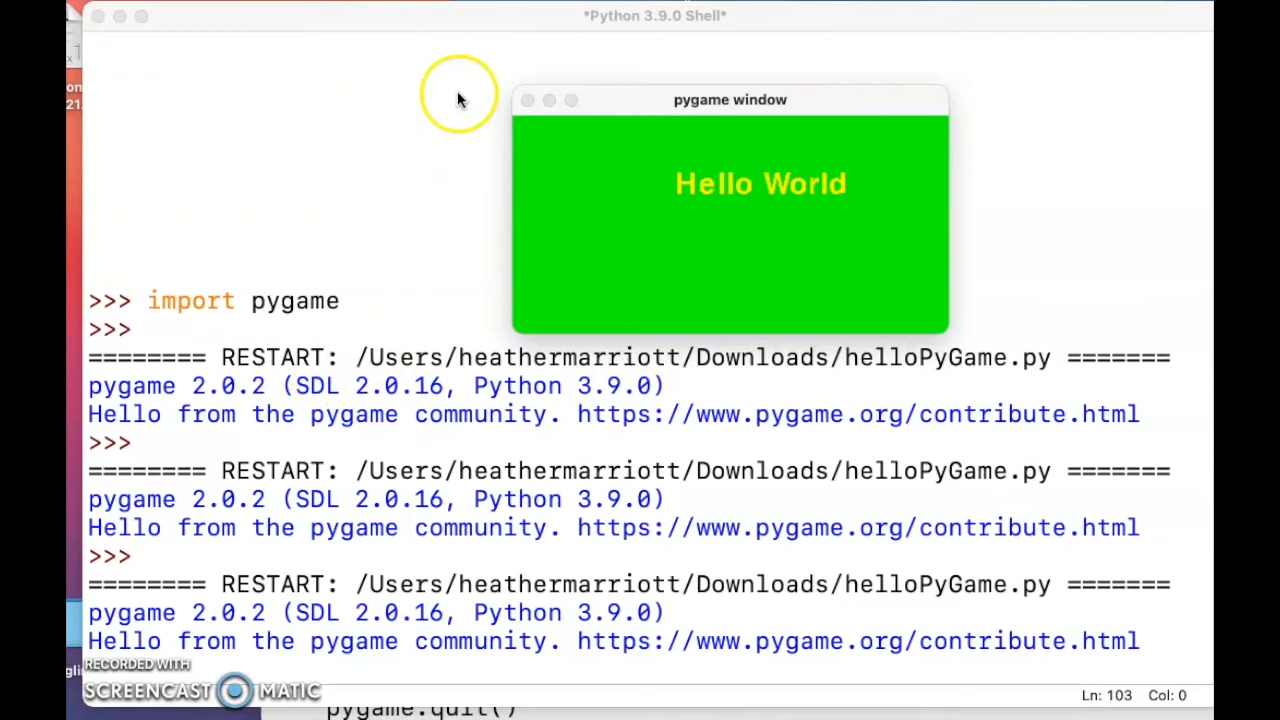 *Python 3.9.0 Shell*
on
21.
pygame window
Hello World
>>> import pygame
>>>
======== RESTART: /Users/heathermarriott/Downloads/helloPyGame.py =======
pygame 2.0.2 (SDL 2.0.16, Python 3.9.0)
Hello from the pygame community. https://www.pygame.org/contribute.html
>>>
======== RESTART: /Users/heathermarriott/Downloads/helloPyGame.py =======
pygame 2.0.2 (SDL 2.0.16, Python 3.9.0)
Hello from the pygame community. https://www.pygame.org/contribute.html
>>>
======== RESTART: /Users/heathermarriott/Downloads/helloPyGame.py =======
pygame 2.0.2 (SDL 2.0.16, Python 3.9.0)
Hello from the pygame community. https://www.pygame.org/contribute.html
RECORDED WITH
SCREENCAST MATIC
Ln: 103 Col: 0
pygame.quit()